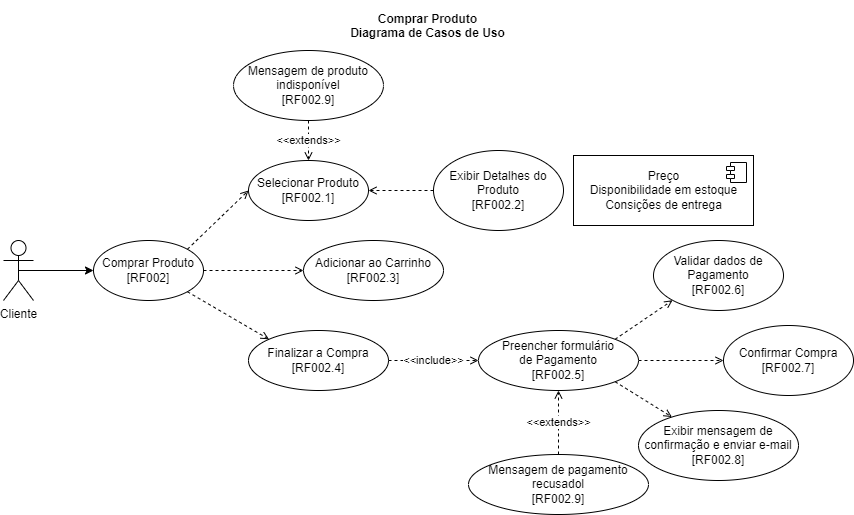 Comprar Produto
Diagrama de Casos de Uso
Mensagem de produto
indisponível
[RF002.9]
<<extends>>
Selecionar Produto
[RF002.1]
Exibir Detalhes do
Produto
[RF002.2]
Preço
Disponibilidade em estoque
Consições de entrega
Cliente
Comprar Produto
[RF002]
Adicionar ao Carrinho
[RF002.3]
Validar dados de
Pagamento
[RF002.6]
Finalizar a Compra
[RF002.4]
<<include>>
Preencher formulário
de Pagamento
[RF002.5]
Confirmar Compra
[RF002.7]
<<extends>>
Exibir mensagem de
confirmação e enviar e-mail
[RF002.8]
Mensagem de pagamento
recusadol
[RF002.9]